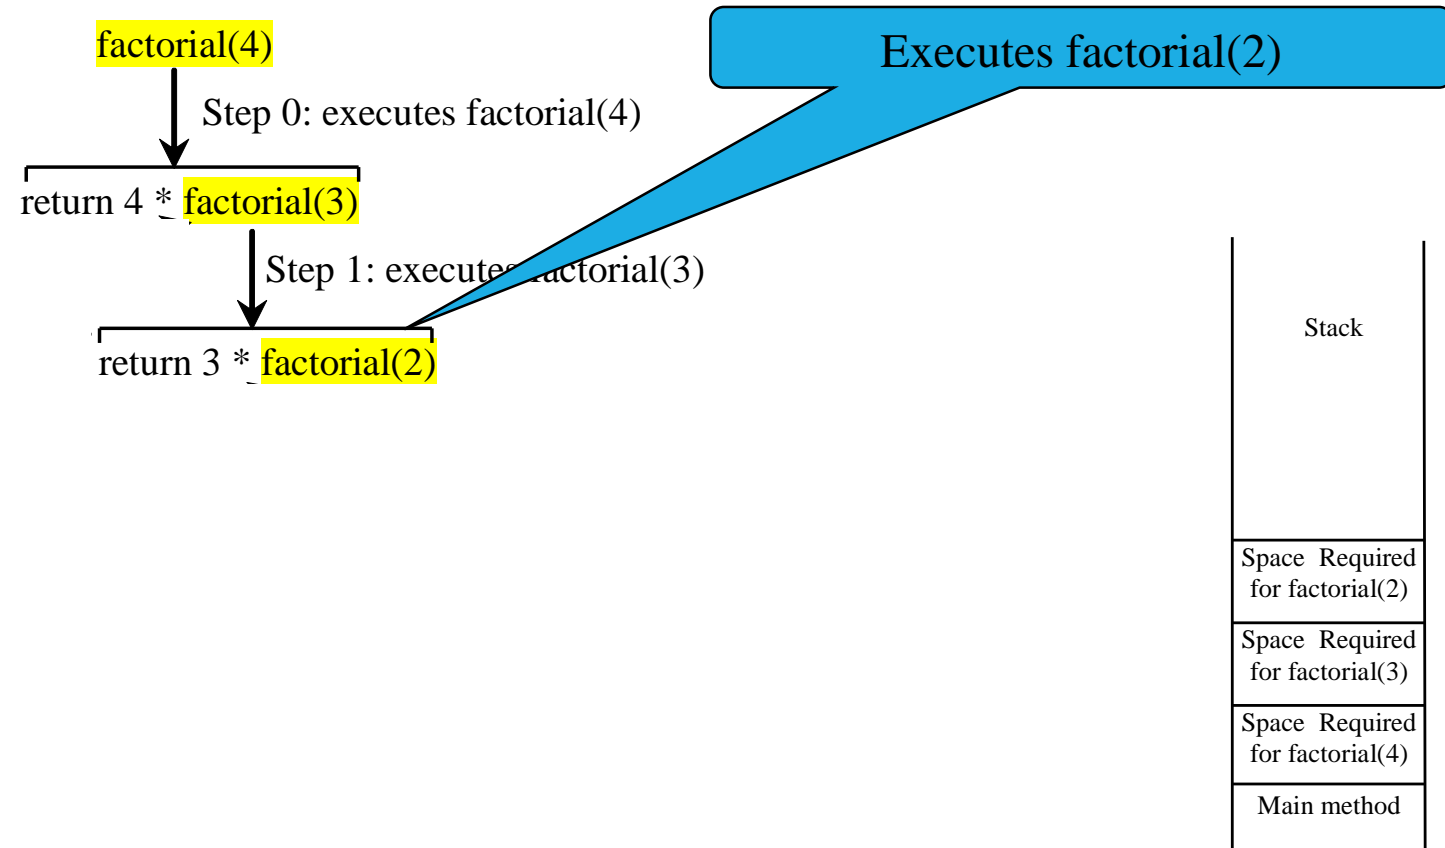 factorial(4)
Executes factorial(2)
Step 0: executes factorial(4)
return 4 * factorial(3)
Step 1: executes factorial(3)
return 3 * factorial(2)
Stack
Space Required
for factorial(2)
Space Required
for factorial(3)
Space Required
for factorial(4)
Main method